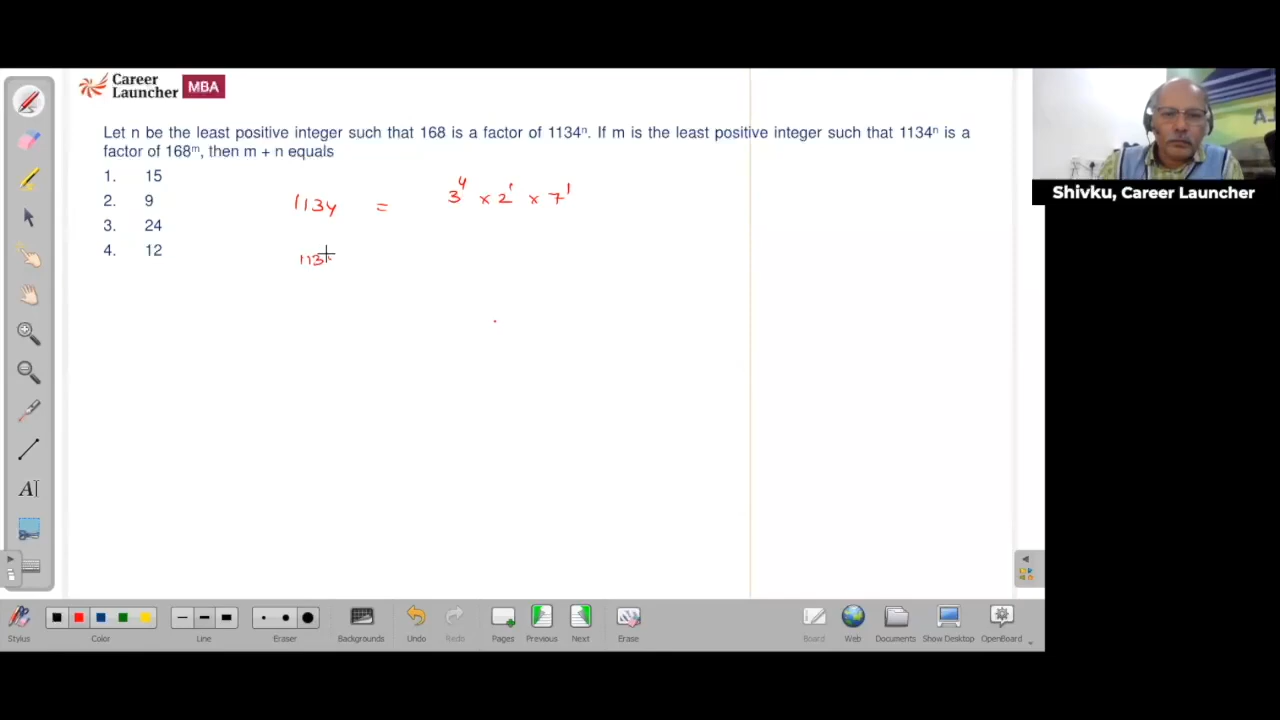 Career
Launcher MBA
Let n be the least positive integer such that 168 is a factor of 1134ⁿ. If m is the least positive integer such that 1134ⁿ is a
factor of 168ᵐ, then m + n equals
1. 15
2. 9
3. 24
4. 12
1134 = 3⁴ × 2¹ × 7¹
113
Shivku, Career Launcher
Stylus
Color
Line
Eraser
Backgrounds
Undo
Redo
Pages
Previous
Next
Erase
Board
Web
Documents
Show Desktop
OpenBoard